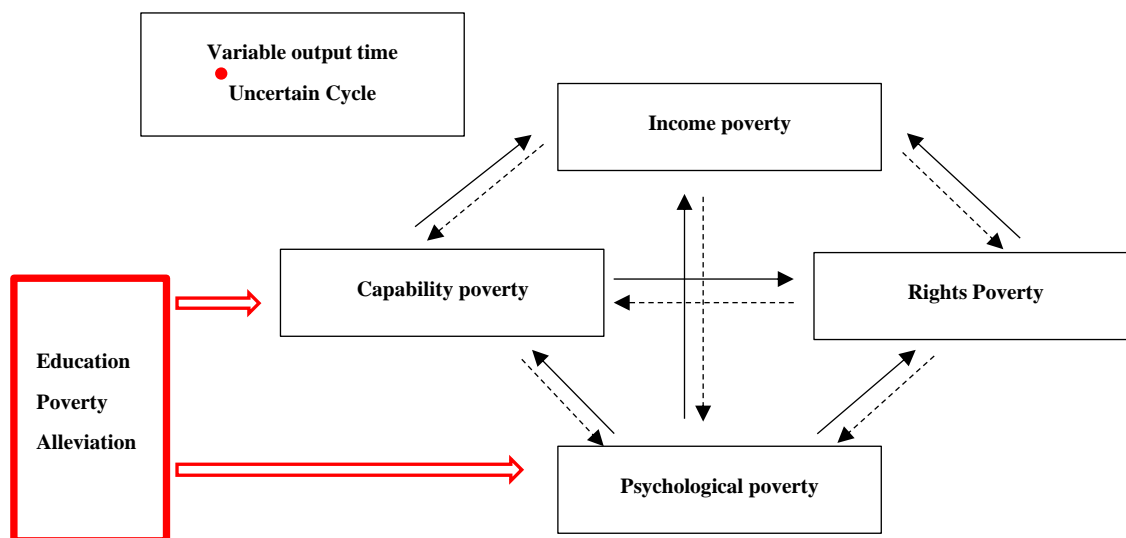 Variable output time
Uncertain Cycle
Income poverty
Capability poverty
Rights Poverty
Education
Poverty
Alleviation
Psychological poverty